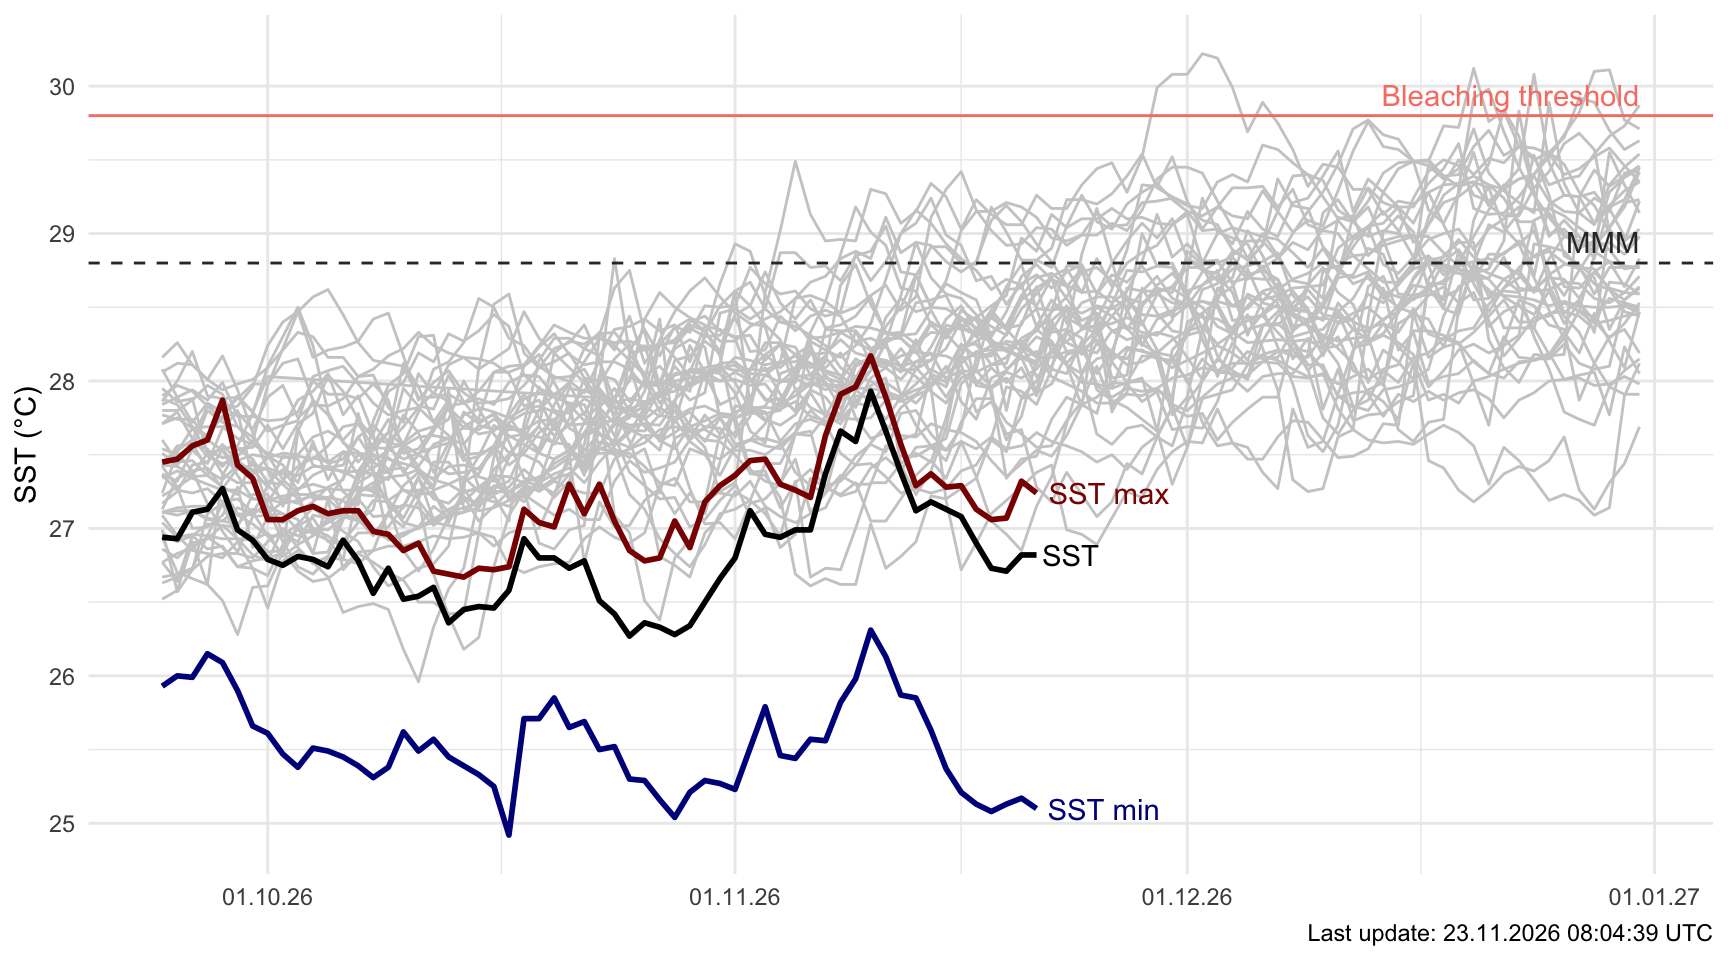 30
Bleaching threshold
29
MMM
28
SST (°C)
SST max
27
SST
26
SST min
25
01.10.26
01.11.26
01.12.26
01.01.27
Last update: 23.11.2026 08:04:39 UTC